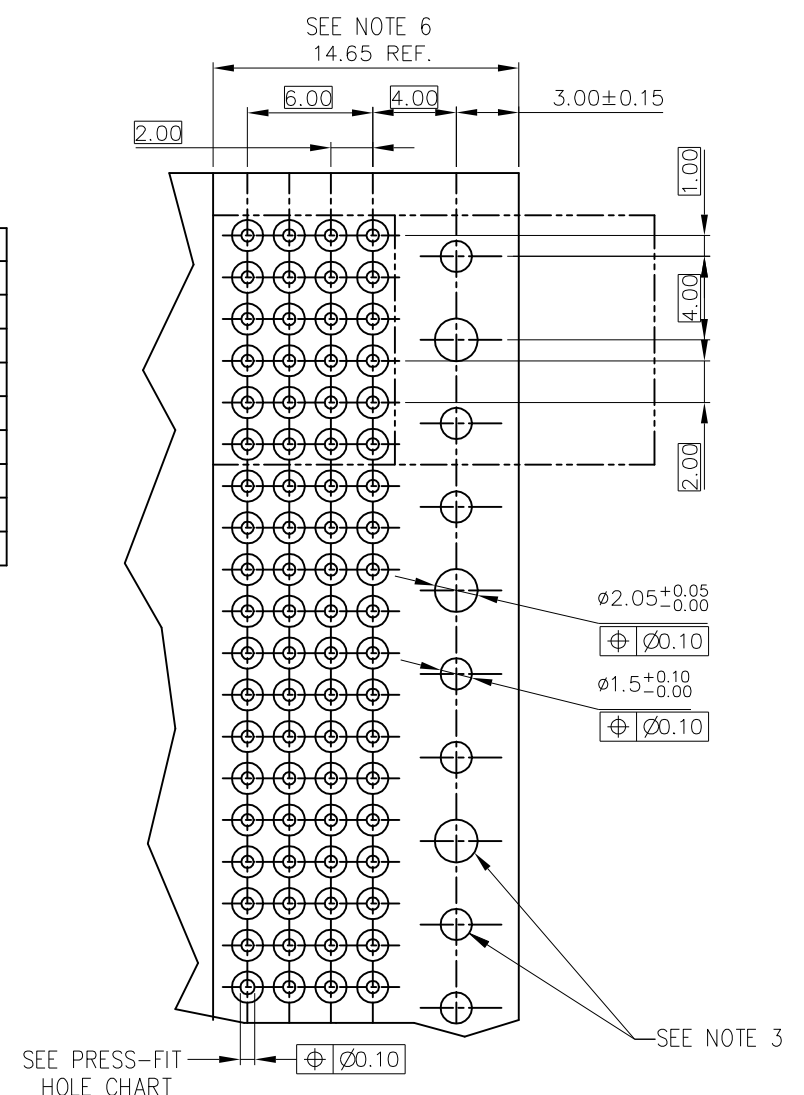 SEE NOTE 6
14.65 REF.
6.00
4.00
3.00±0.15
2.00
1.00
4.00
2.00
ø2.05+0.05
-0.00
⌖ Ø0.10
ø1.5+0.10
-0.00
⌖ Ø0.10
SEE NOTE 3
SEE PRESS-FIT
HOLE CHART
⌖ Ø0.10